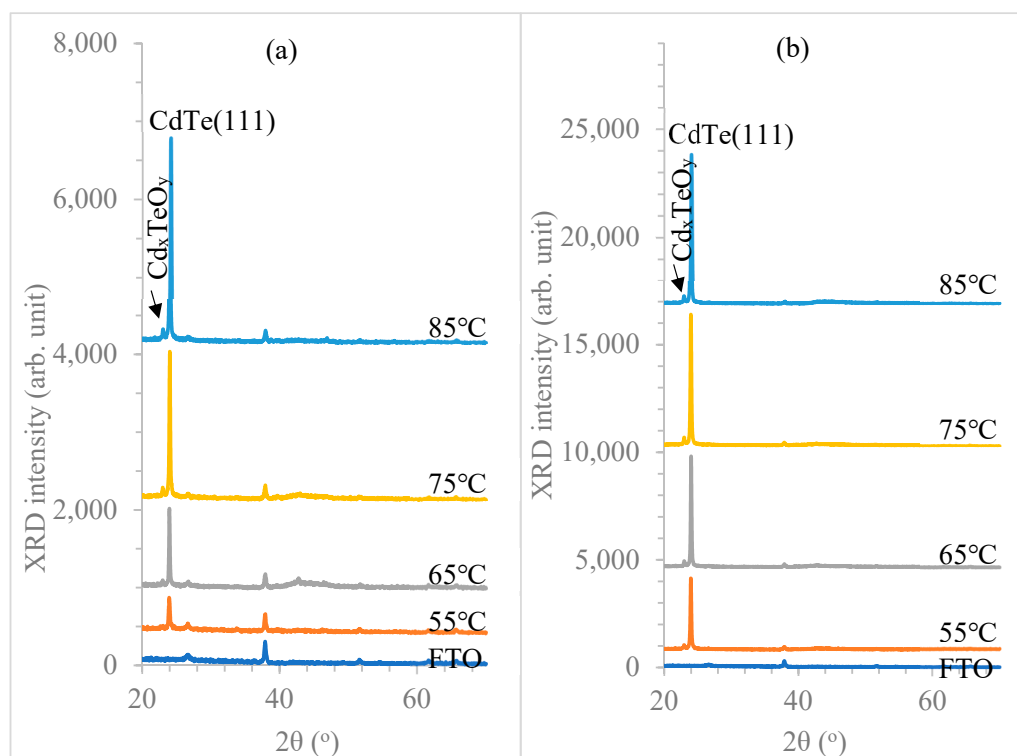 (a)
8,000
6,000
4,000
2,000
0
XRD intensity (arb. unit)
CdTe(111)
CdₓTeOᵧ
85℃
75℃
65℃
55℃
FTO
20
40
60
2θ (°)
(b)
25,000
20,000
15,000
10,000
5,000
0
XRD intensity (arb. unit)
CdTe(111)
CdₓTeOᵧ
85℃
75℃
65℃
55℃
FTO
20
40
60
2θ (°)